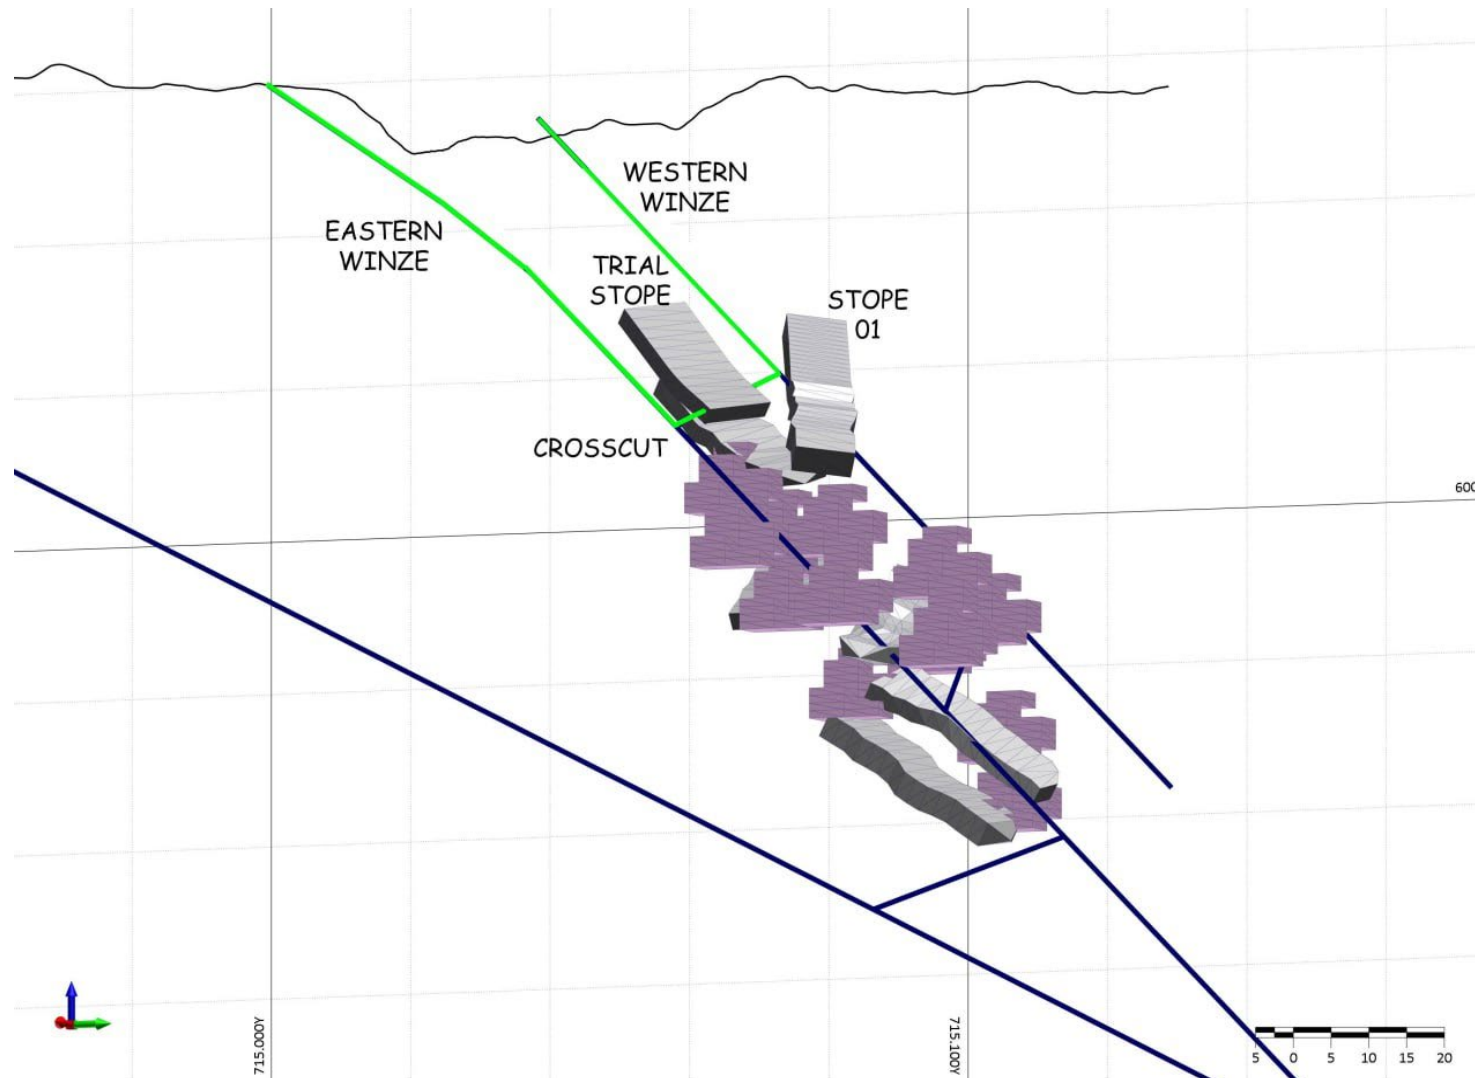 WESTERN
WINZE
EASTERN
WINZE
TRIAL
STOPE
STOPE
01
CROSSCUT
600
715.000Y
715.100Y
5 0 5 10 15 20